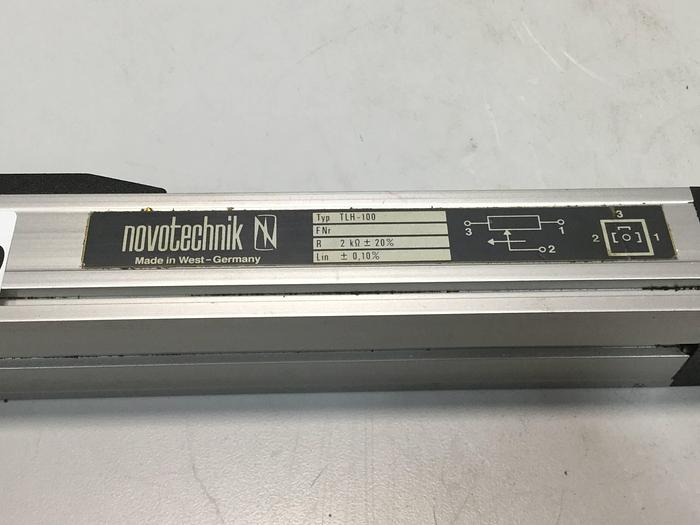 novotechnik
Made in West-Germany
Typ TLH-100
FNr
R 2 kΩ ± 20%
Lin ± 0,10%
3 1
2
3
2 1